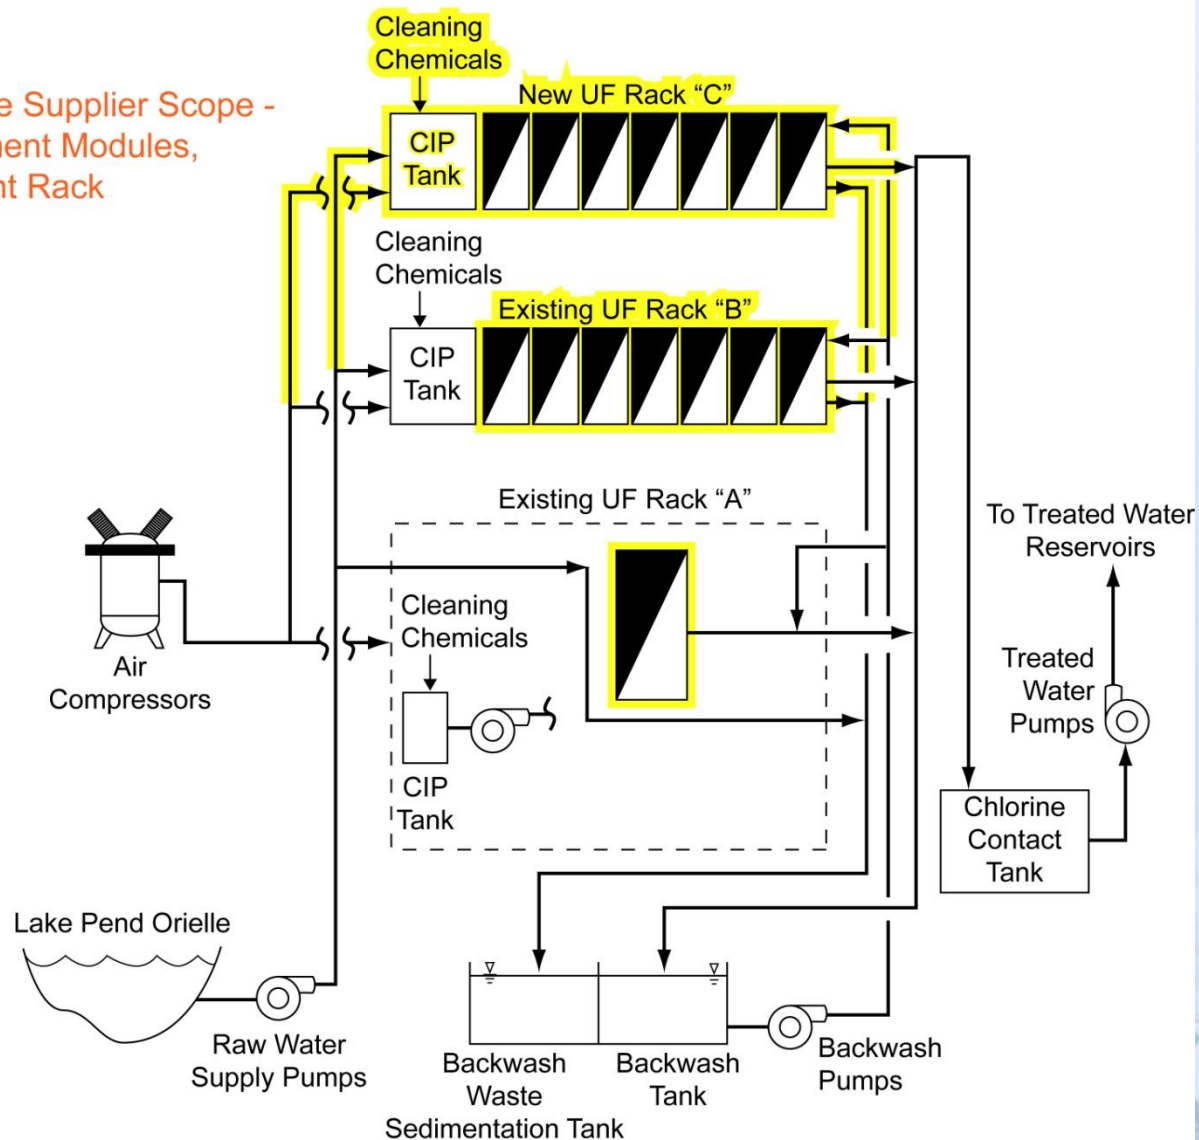 Cleaning
Chemicals
e Supplier Scope -
ent Modules,
t Rack
New UF Rack “C”
CIP
Tank
Cleaning
Chemicals
Existing UF Rack “B”
CIP
Tank
Existing UF Rack “A”
To Treated Water
Reservoirs
Cleaning
Chemicals
Air
Compressors
Treated
Water
Pumps
CIP
Tank
Chlorine
Contact
Tank
Lake Pend Orielle
Raw Water
Supply Pumps
Backwash
Waste
Sedimentation Tank
Backwash
Tank
Backwash
Pumps